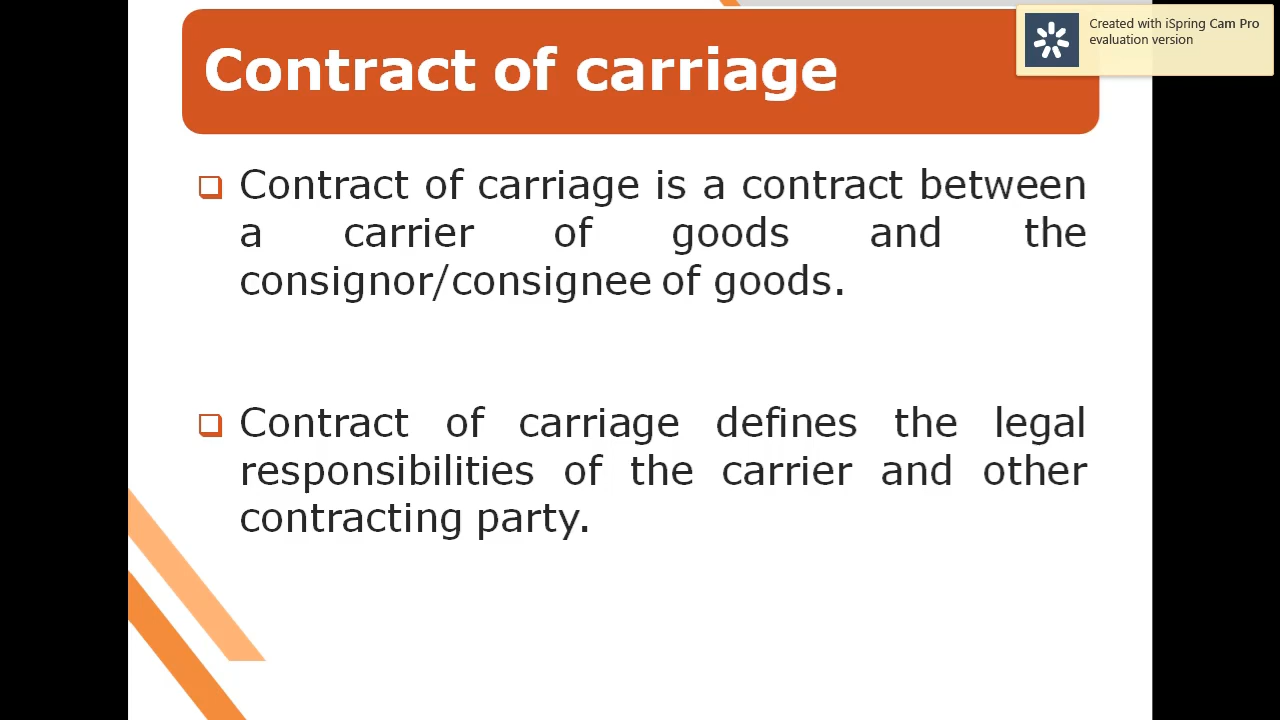 Contract of carriage
Created with iSpring Cam Pro
evaluation version
Contract of carriage is a contract between
a carrier of goods and the
consignor/consignee of goods.
Contract of carriage defines the legal
responsibilities of the carrier and other
contracting party.